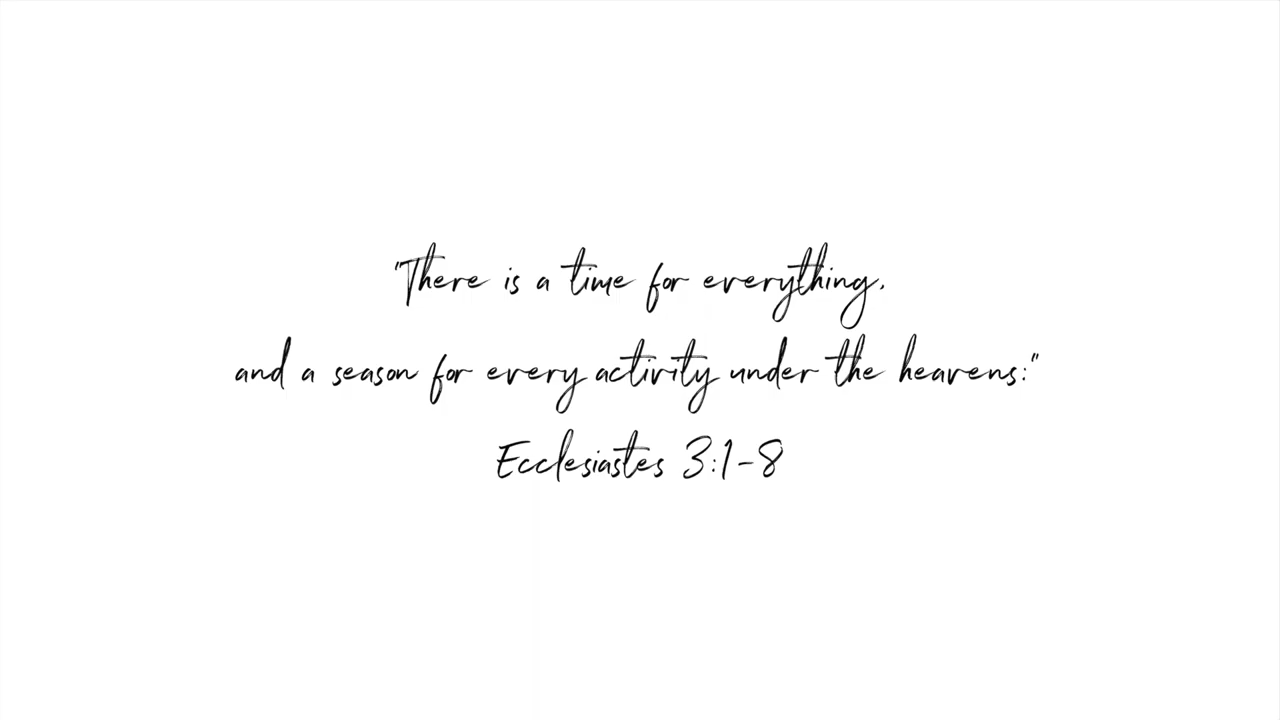 "There is a time for everything,
and a season for every activity under the heavens:"
Ecclesiastes 3:1-8